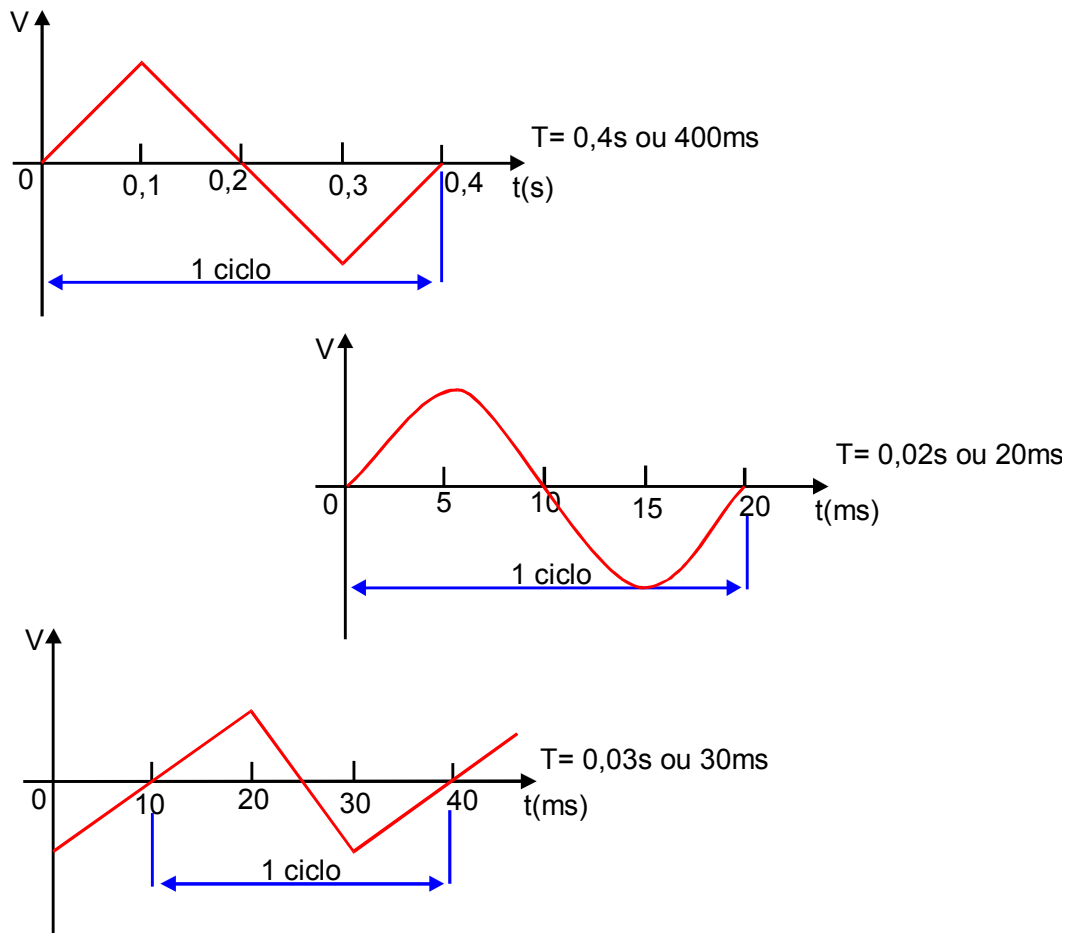 V
T= 0,4s ou 400ms
0
0,1
0,2
0,3
0,4
t(s)
1 ciclo
V
T= 0,02s ou 20ms
0
5
10
15
20
t(ms)
1 ciclo
V
T= 0,03s ou 30ms
0
10
20
30
40
t(ms)
1 ciclo